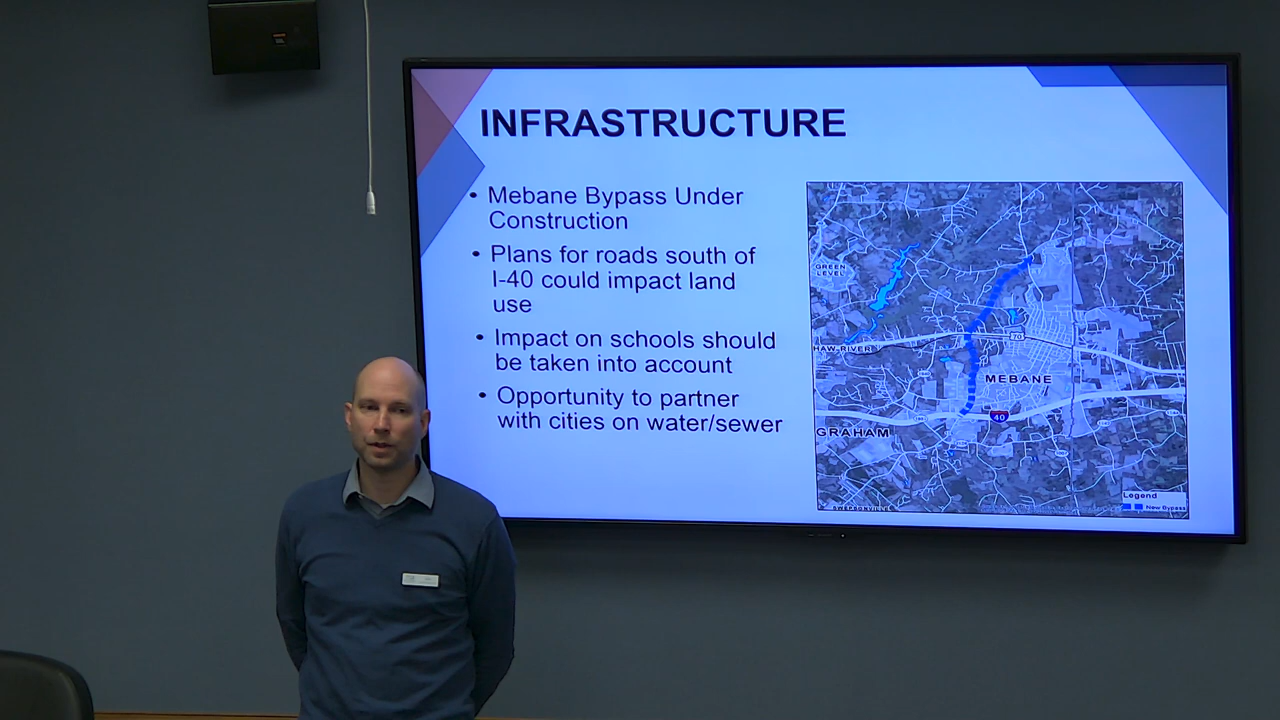 INFRASTRUCTURE
• Mebane Bypass Under
Construction
• Plans for roads south of
I-40 could impact land
use
• Impact on schools should
be taken into account
• Opportunity to partner
with cities on water/sewer
GREEN
LEVEL
HAW RIVER
70
MEBANE
40
GRAHAM
SWEPSONVILLE
Legend
New Bypass